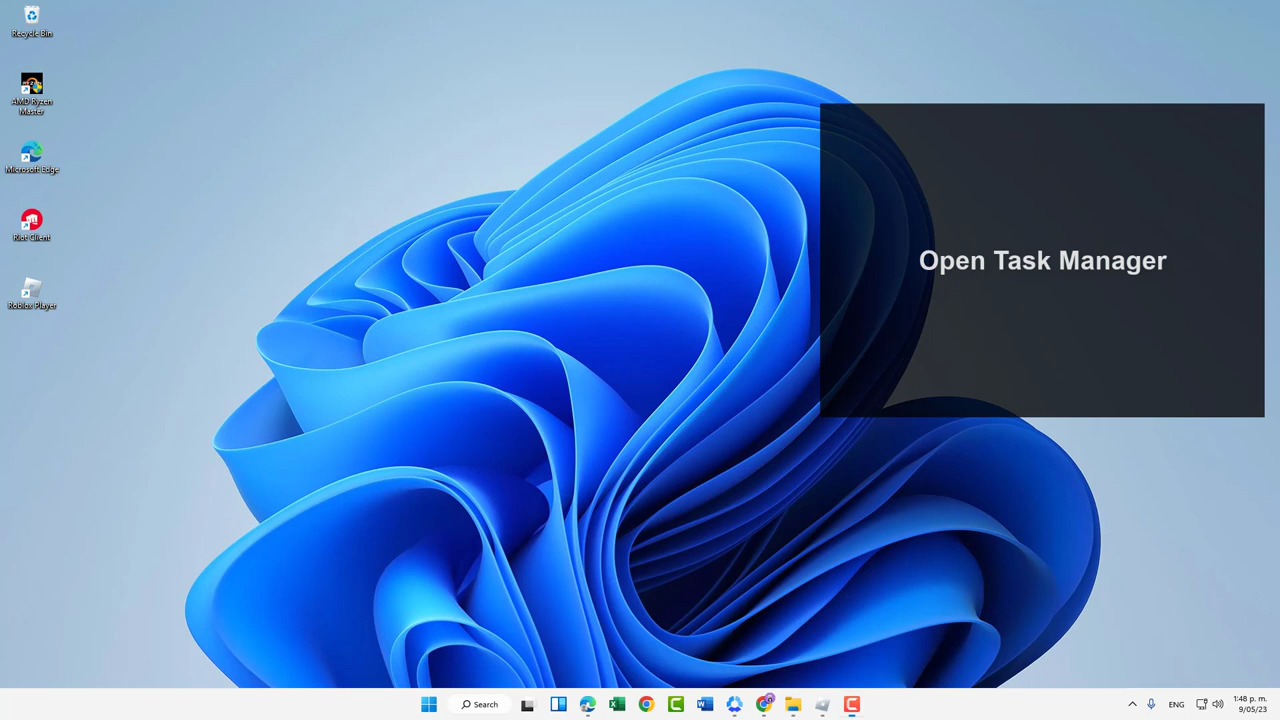 Recycle Bin
AMD Ryzen
Master
Microsoft Edge
Riot Client
Roblox Player
Open Task Manager
Search
ENG
1:48 p. m.
9/05/23